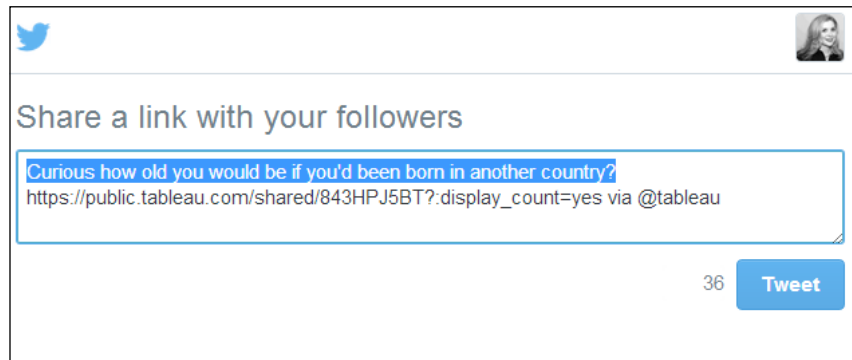 Share a link with your followers
Curious how old you would be if you'd been born in another country?
https://public.tableau.com/shared/843HPJ5BT?:display_count=yes via @tableau
36 Tweet